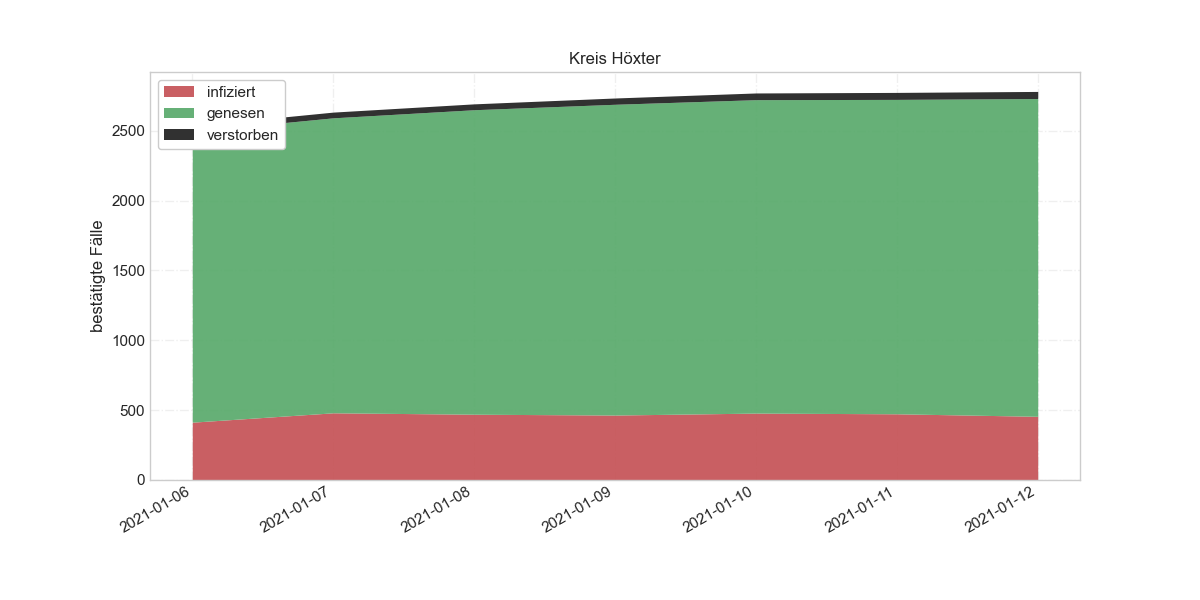 Kreis Höxter
infiziert
genesen
verstorben
bestätigte Fälle
2500
2000
1500
1000
500
0
2021-01-06
2021-01-07
2021-01-08
2021-01-09
2021-01-10
2021-01-11
2021-01-12